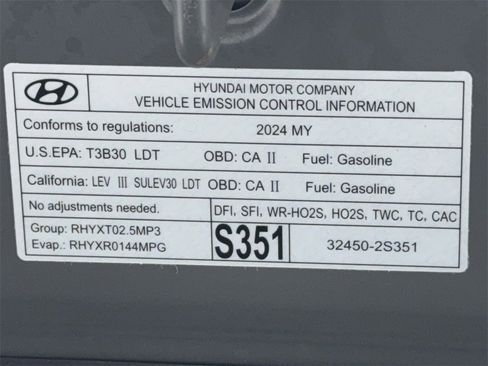 HYUNDAI MOTOR COMPANY
VEHICLE EMISSION CONTROL INFORMATION
Conforms to regulations: 2024 MY
U.S.EPA: T3B30 LDT OBD: CA II Fuel: Gasoline
California: LEV III SULEV30 LDT OBD: CA II Fuel: Gasoline
No adjustments needed. DFI, SFI, WR-HO2S, HO2S, TWC, TC, CAC
Group: RHYXT02.5MP3
Evap.: RHYXR0144MPG
S351
32450-2S351